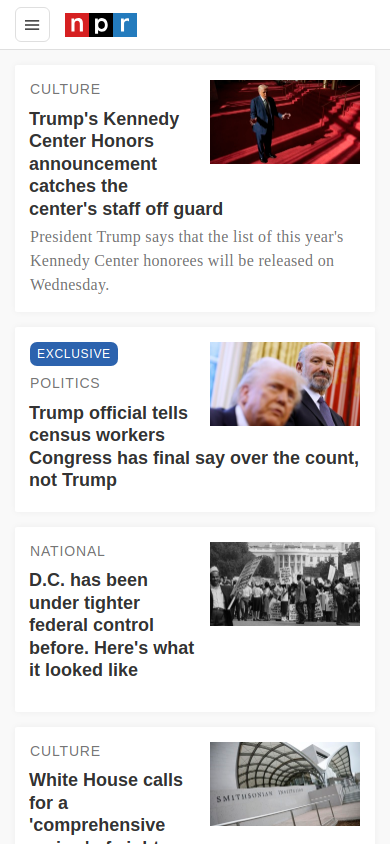 npr
CULTURE
Trump's Kennedy
Center Honors
announcement
catches the
center's staff off guard
President Trump says that the list of this year's
Kennedy Center honorees will be released on
Wednesday.
EXCLUSIVE
POLITICS
Trump official tells
census workers
Congress has final say over the count,
not Trump
NATIONAL
D.C. has been
under tighter
federal control
before. Here's what
it looked like
CULTURE
White House calls
for a
'comprehensive
SMITHSONIAN